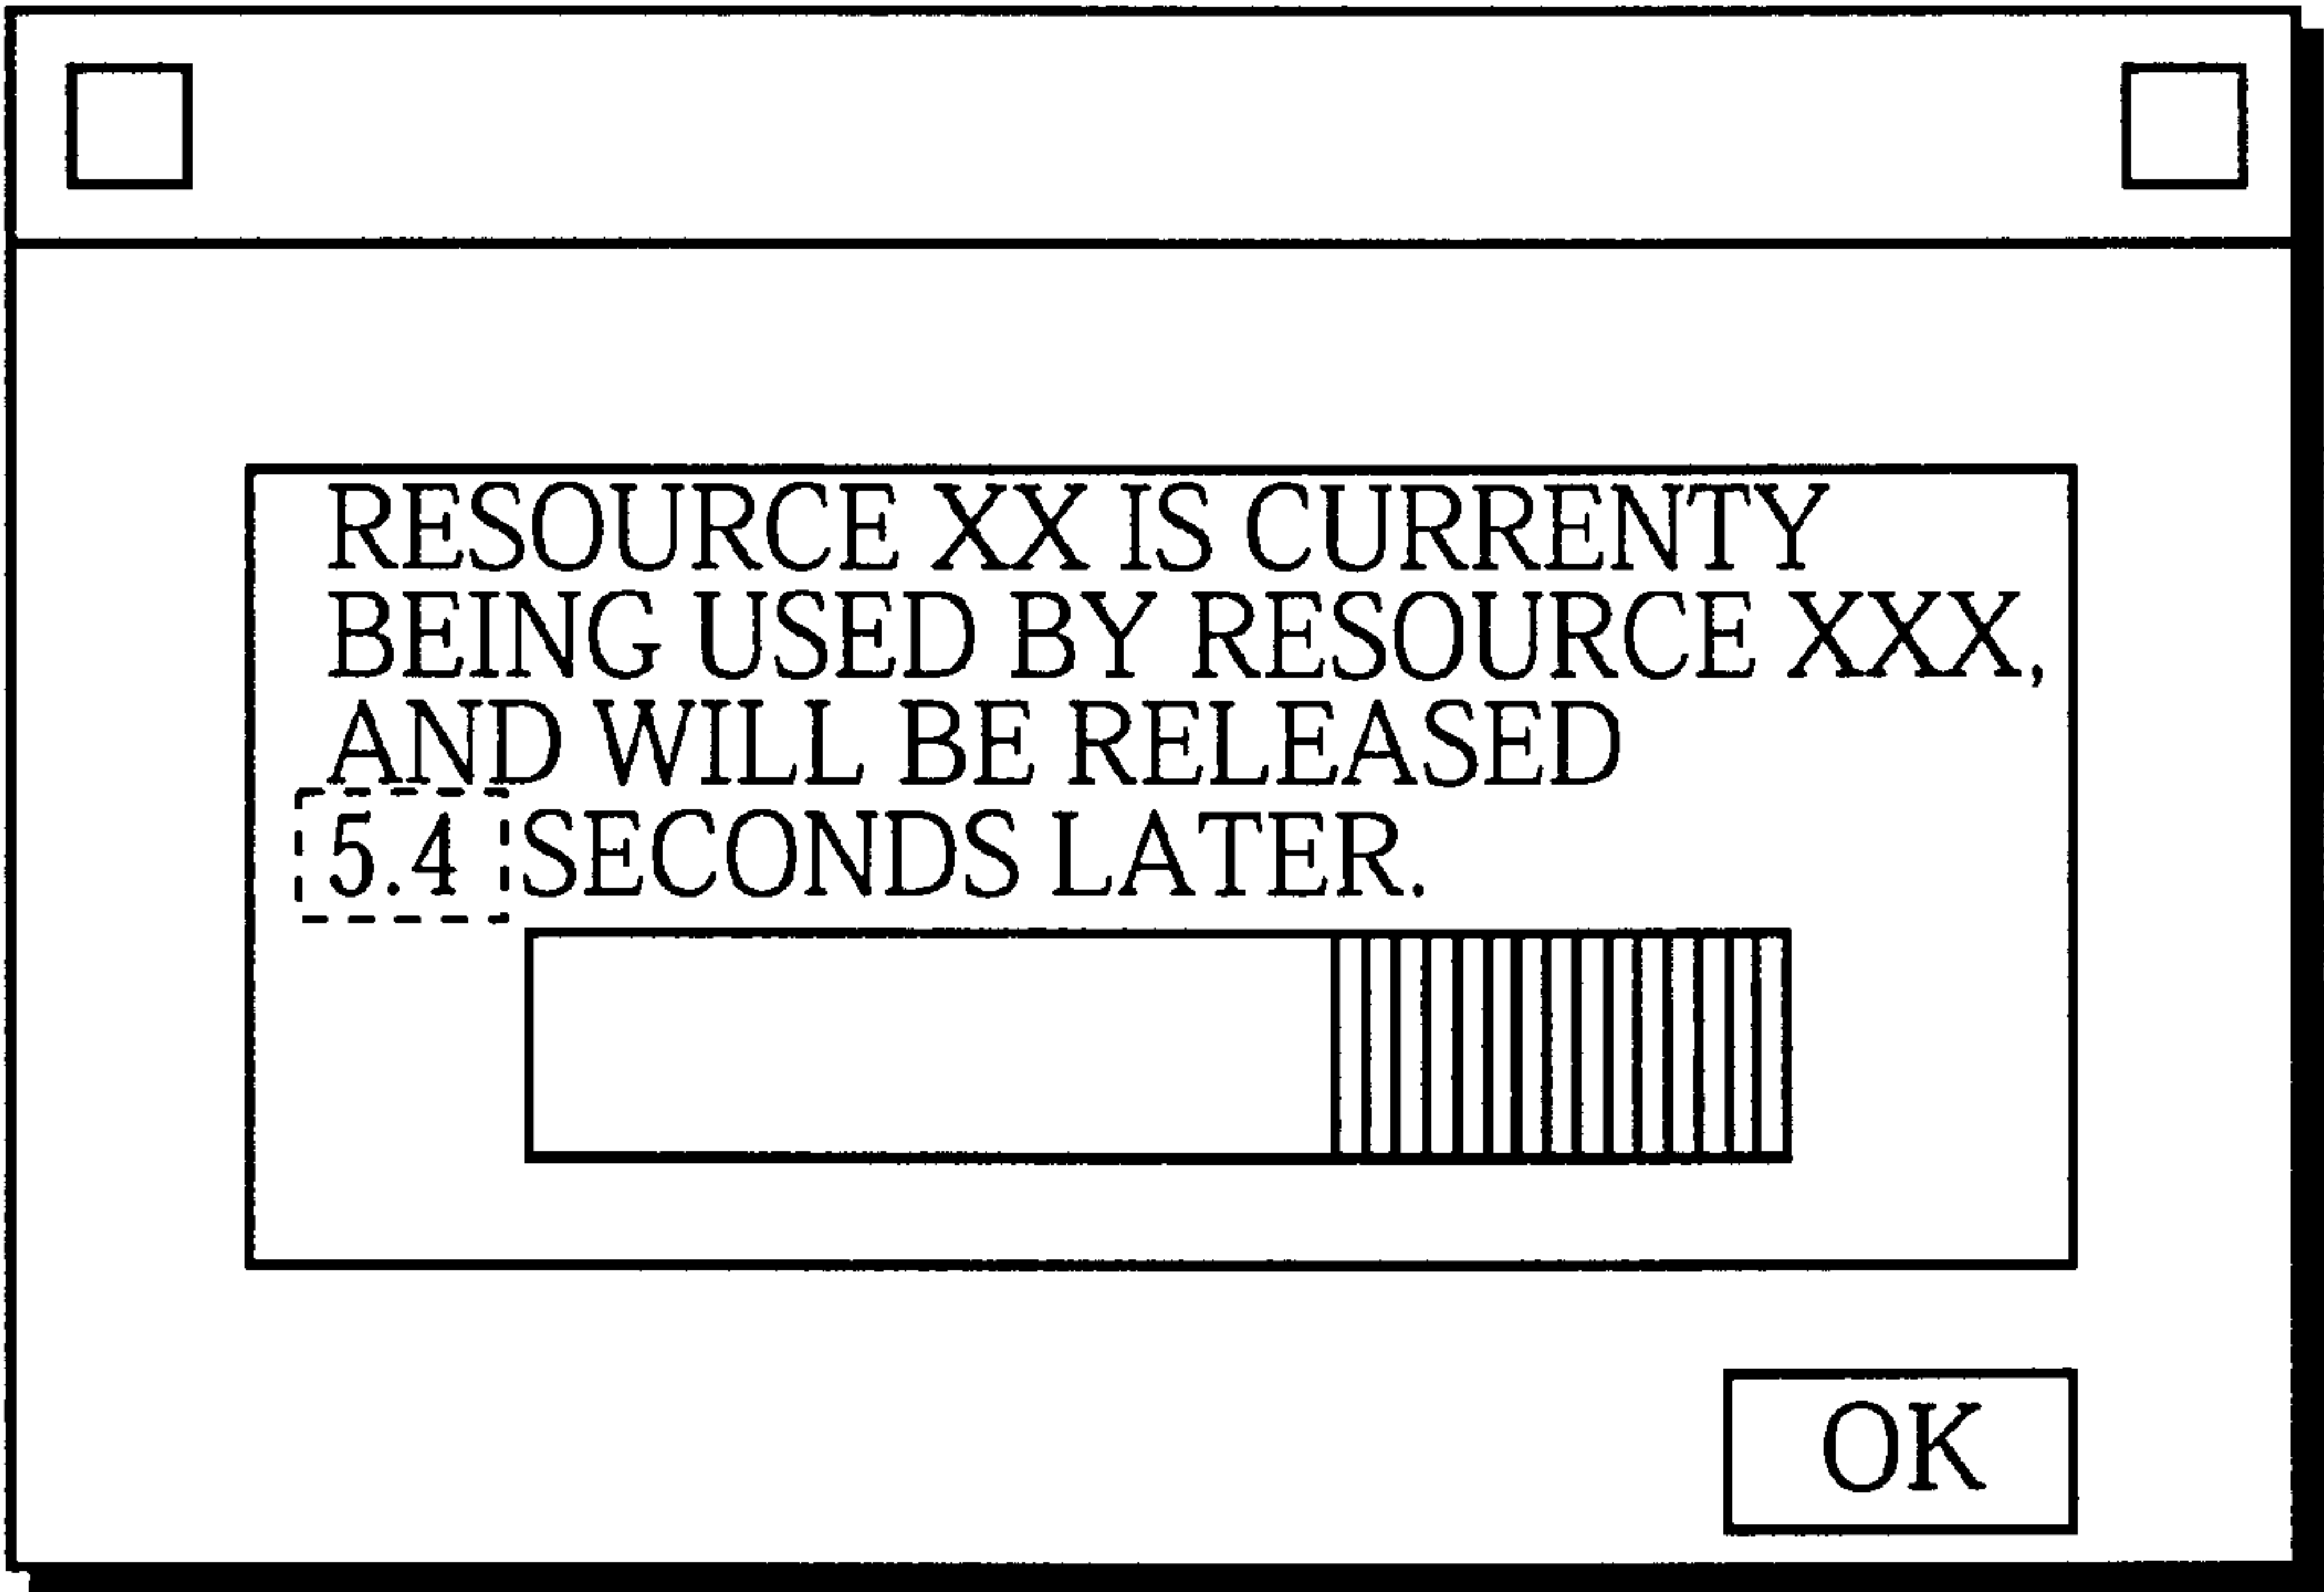 RESOURCE XX IS CURRENTY
BEING USED BY RESOURCE XXX,
AND WILL BE RELEASED
5.4 SECONDS LATER.
OK